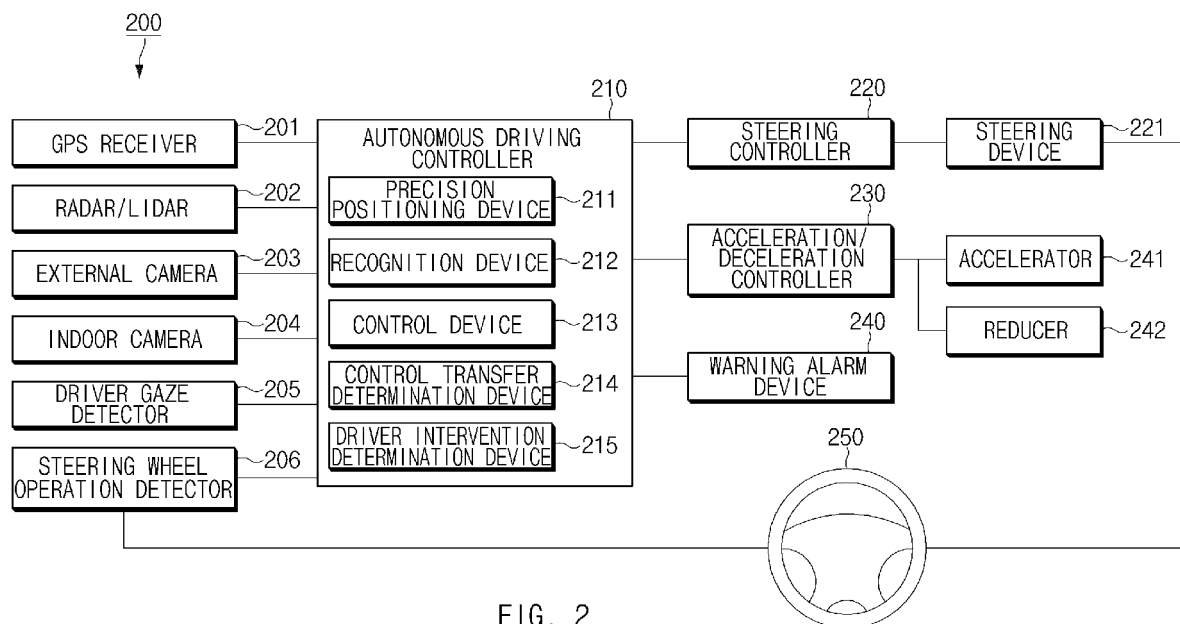 200
GPS RECEIVER
201
RADAR/LIDAR
202
EXTERNAL CAMERA
203
INDOOR CAMERA
204
DRIVER GAZE
DETECTOR
205
STEERING WHEEL
OPERATION DETECTOR
206
210
AUTONOMOUS DRIVING
CONTROLLER
PRECISION
POSITIONING DEVICE
211
RECOGNITION DEVICE
212
CONTROL DEVICE
213
CONTROL TRANSFER
DETERMINATION DEVICE
214
DRIVER INTERVENTION
DETERMINATION DEVICE
215
220
STEERING
CONTROLLER
STEERING
DEVICE
221
230
ACCELERATION/
DECELERATION
CONTROLLER
ACCELERATOR
241
REDUCER
242
240
WARNING ALARM
DEVICE
250
FIG. 2